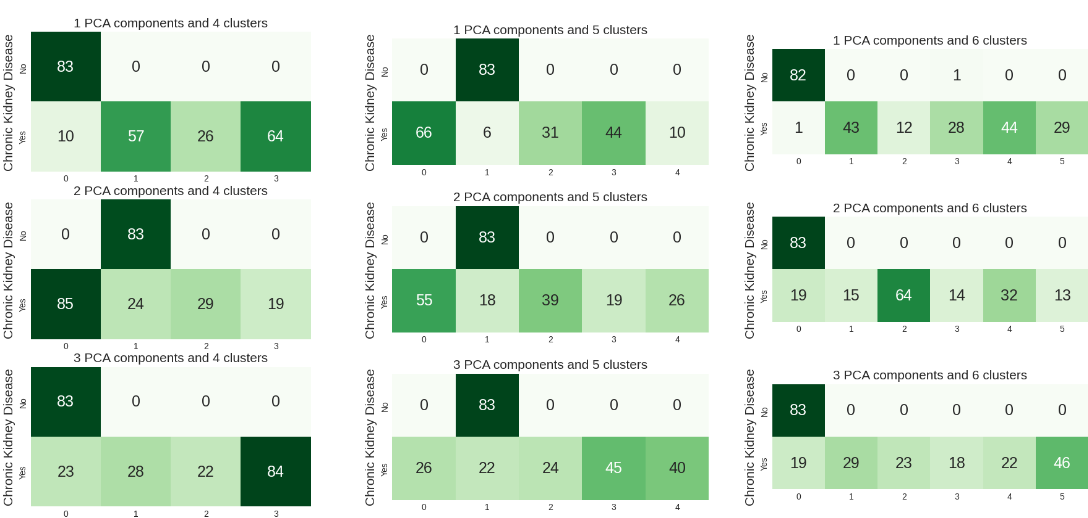 1 PCA components and 4 clusters
Chronic Kidney Disease
No
83 0 0 0
Yes
10 57 26 64
0 1 2 3
1 PCA components and 5 clusters
Chronic Kidney Disease
No
0 83 0 0 0
Yes
66 6 31 44 10
0 1 2 3 4
1 PCA components and 6 clusters
Chronic Kidney Disease
No
82 0 0 1 0 0
Yes
1 43 12 28 44 29
0 1 2 3 4 5
2 PCA components and 4 clusters
Chronic Kidney Disease
No
0 83 0 0
Yes
85 24 29 19
0 1 2 3
2 PCA components and 5 clusters
Chronic Kidney Disease
No
0 83 0 0 0
Yes
55 18 39 19 26
0 1 2 3 4
2 PCA components and 6 clusters
Chronic Kidney Disease
No
83 0 0 0 0 0
Yes
19 15 64 14 32 13
0 1 2 3 4 5
3 PCA components and 4 clusters
Chronic Kidney Disease
No
83 0 0 0
Yes
23 28 22 84
0 1 2 3
3 PCA components and 5 clusters
Chronic Kidney Disease
No
0 83 0 0 0
Yes
26 22 24 45 40
0 1 2 3 4
3 PCA components and 6 clusters
Chronic Kidney Disease
No
83 0 0 0 0 0
Yes
19 29 23 18 22 46
0 1 2 3 4 5